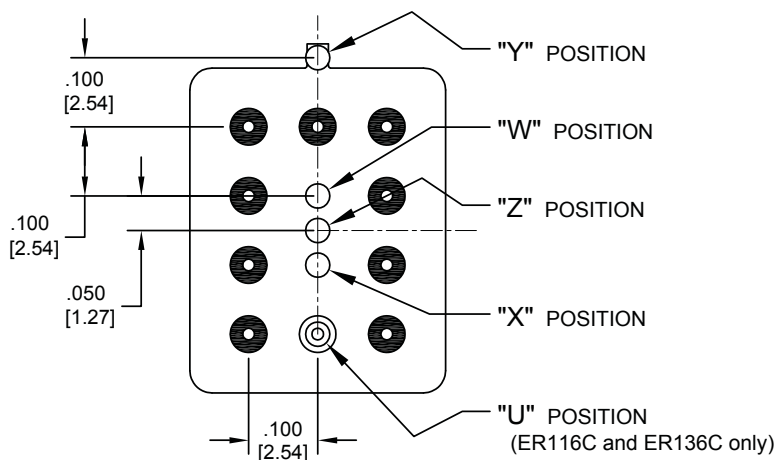 "Y" POSITION
.100
[2.54]
"W" POSITION
"Z" POSITION
.100
[2.54]
.050
[1.27]
"X" POSITION
"U" POSITION
(ER116C and ER136C only)
.100
[2.54]